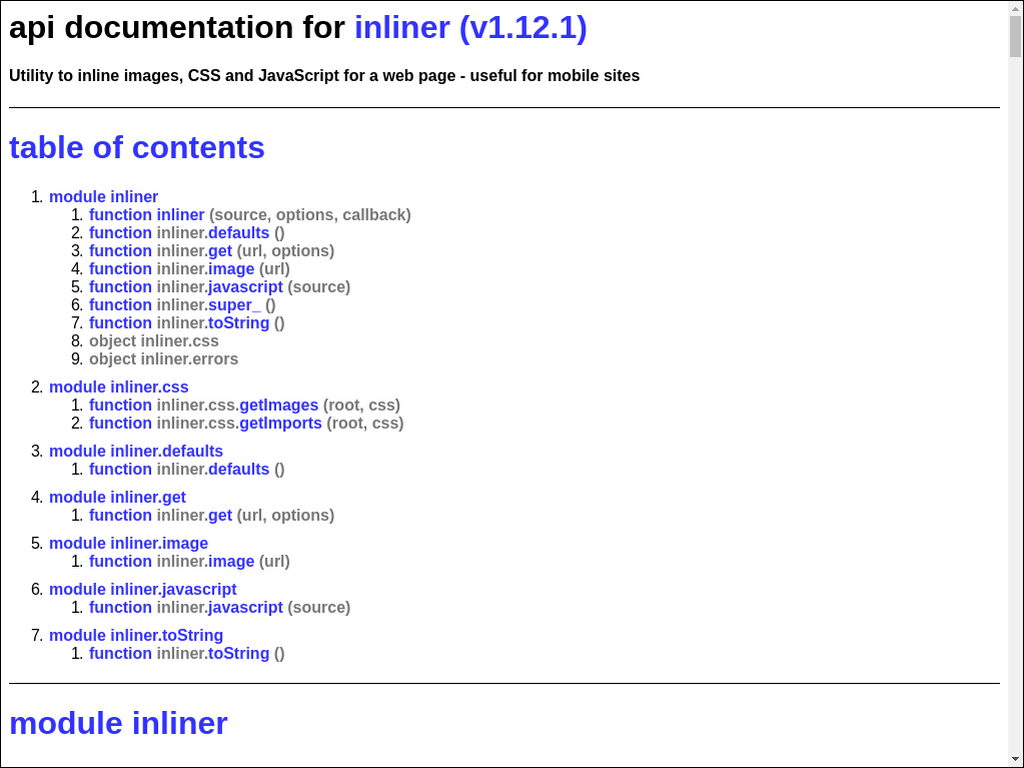 api documentation for inliner (v1.12.1)
Utility to inline images, CSS and JavaScript for a web page - useful for mobile sites
table of contents
1. module inliner
1. function inliner (source, options, callback)
2. function inliner.defaults ()
3. function inliner.get (url, options)
4. function inliner.image (url)
5. function inliner.javascript (source)
6. function inliner.super_ ()
7. function inliner.toString ()
8. object inliner.css
9. object inliner.errors
2. module inliner.css
1. function inliner.css.getImages (root, css)
2. function inliner.css.getImports (root, css)
3. module inliner.defaults
1. function inliner.defaults ()
4. module inliner.get
1. function inliner.get (url, options)
5. module inliner.image
1. function inliner.image (url)
6. module inliner.javascript
1. function inliner.javascript (source)
7. module inliner.toString
1. function inliner.toString ()
module inliner